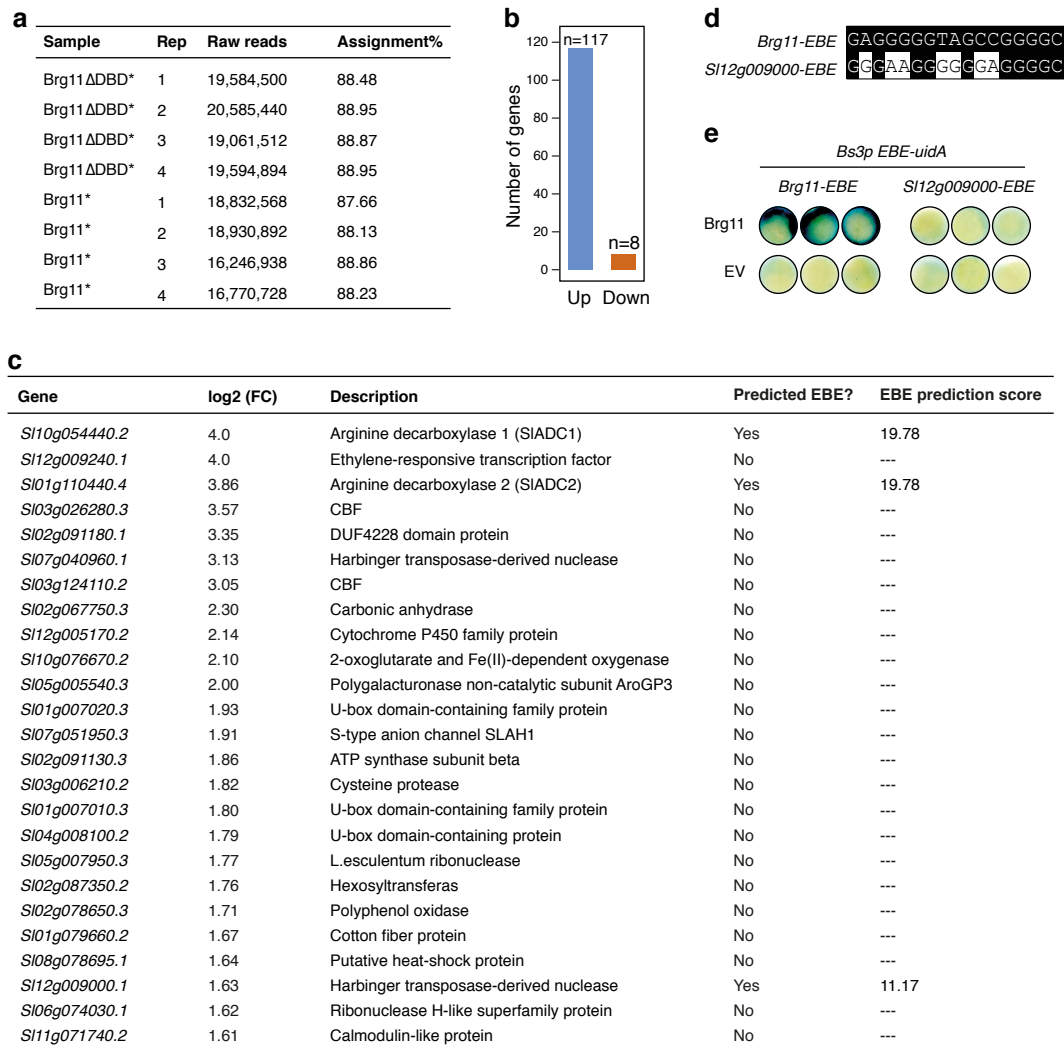 a
Sample Rep Raw reads Assignment%
Brg11ΔDBD* 1 19,584,500 88.48
Brg11ΔDBD* 2 20,585,440 88.95
Brg11ΔDBD* 3 19,061,512 88.87
Brg11ΔDBD* 4 19,594,894 88.95
Brg11* 1 18,832,568 87.66
Brg11* 2 18,930,892 88.13
Brg11* 3 16,246,938 88.86
Brg11* 4 16,770,728 88.23
b
Number of genes
120
100
80
60
40
20
0
n=117
n=8
Up Down
d
Brg11-EBE GAGGGGGTAGCCGGGGC
Sl12g009000-EBE GGGAAGGGGGGAGGGGC
e
Bs3p EBE-uidA
Brg11-EBE Sl12g009000-EBE
Brg11
EV
c
Gene log2 (FC) Description Predicted EBE? EBE prediction score
Sl10g054440.2 4.0 Arginine decarboxylase 1 (SlADC1) Yes 19.78
Sl12g009240.1 4.0 Ethylene-responsive transcription factor No ---
Sl01g110440.4 3.86 Arginine decarboxylase 2 (SlADC2) Yes 19.78
Sl03g026280.3 3.57 CBF No ---
Sl02g091180.1 3.35 DUF4228 domain protein No ---
Sl07g040960.1 3.13 Harbinger transposase-derived nuclease No ---
Sl03g124110.2 3.05 CBF No ---
Sl02g067750.3 2.30 Carbonic anhydrase No ---
Sl12g005170.2 2.14 Cytochrome P450 family protein No ---
Sl10g076670.2 2.10 2-oxoglutarate and Fe(II)-dependent oxygenase No ---
Sl05g005540.3 2.00 Polygalacturonase non-catalytic subunit AroGP3 No ---
Sl01g007020.3 1.93 U-box domain-containing family protein No ---
Sl07g051950.3 1.91 S-type anion channel SLAH1 No ---
Sl02g091130.3 1.86 ATP synthase subunit beta No ---
Sl03g006210.2 1.82 Cysteine protease No ---
Sl01g007010.3 1.80 U-box domain-containing family protein No ---
Sl04g008100.2 1.79 U-box domain-containing protein No ---
Sl05g007950.3 1.77 L.esculentum ribonuclease No ---
Sl02g087350.2 1.76 Hexosyltransferas No ---
Sl02g078650.3 1.71 Polyphenol oxidase No ---
Sl01g079660.2 1.67 Cotton fiber protein No ---
Sl08g078695.1 1.64 Putative heat-shock protein No ---
Sl12g009000.1 1.63 Harbinger transposase-derived nuclease Yes 11.17
Sl06g074030.1 1.62 Ribonuclease H-like superfamily protein No ---
Sl11g071740.2 1.61 Calmodulin-like protein No ---